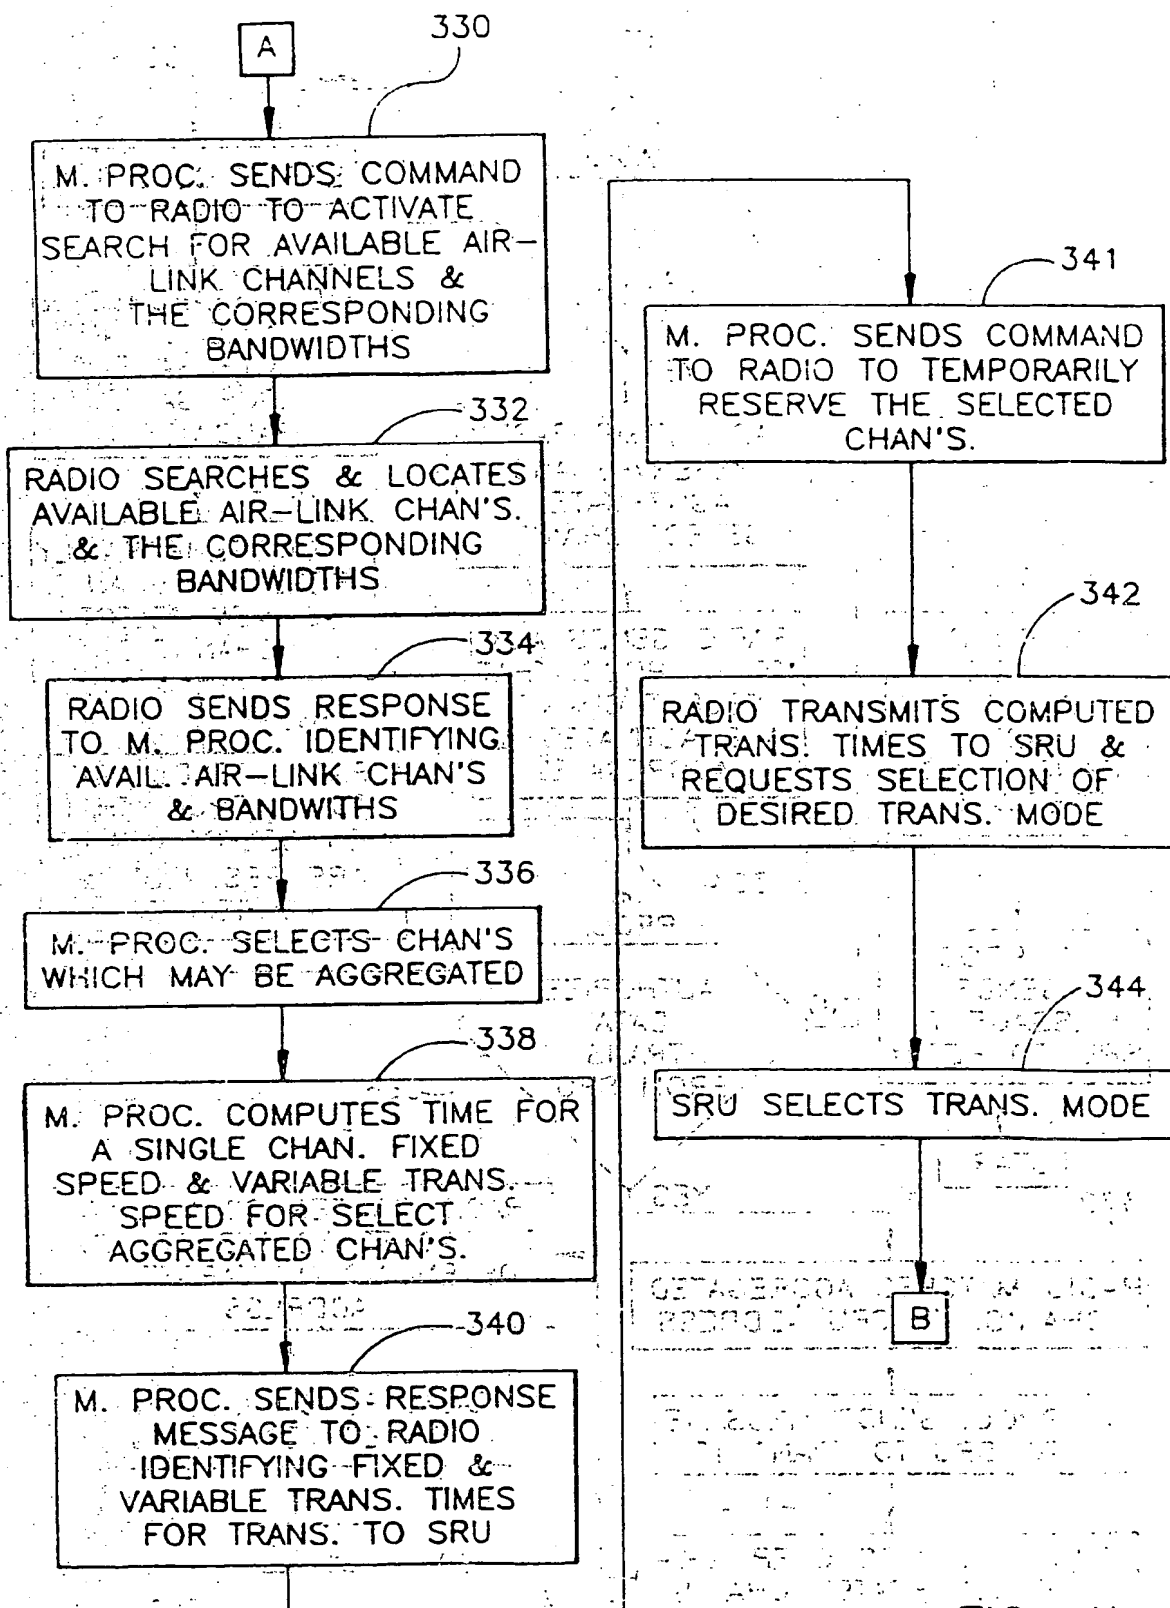 A
330
M. PROC. SENDS COMMAND
TO RADIO TO ACTIVATE
SEARCH FOR AVAILABLE AIR-
LINK CHANNELS &
THE CORRESPONDING
BANDWIDTHS
332
RADIO SEARCHES & LOCATES
AVAILABLE AIR-LINK CHAN'S.
& THE CORRESPONDING
BANDWIDTHS
334
RADIO SENDS RESPONSE
TO M. PROC. IDENTIFYING
AVAIL. AIR-LINK CHAN'S
& BANDWITHS
336
M. PROC. SELECTS CHAN'S
WHICH MAY BE AGGREGATED
338
M. PROC. COMPUTES TIME FOR
A SINGLE CHAN. FIXED
SPEED & VARIABLE TRANS.
SPEED FOR SELECT
AGGREGATED CHAN'S.
340
M. PROC. SENDS RESPONSE
MESSAGE TO RADIO
IDENTIFYING FIXED &
VARIABLE TRANS. TIMES
FOR TRANS. TO SRU
341
M. PROC. SENDS COMMAND
TO RADIO TO TEMPORARILY
RESERVE THE SELECTED
CHAN'S.
342
RADIO TRANSMITS COMPUTED
TRANS. TIMES TO SRU &
REQUESTS SELECTION OF
DESIRED TRANS. MODE
344
SRU SELECTS TRANS. MODE
B